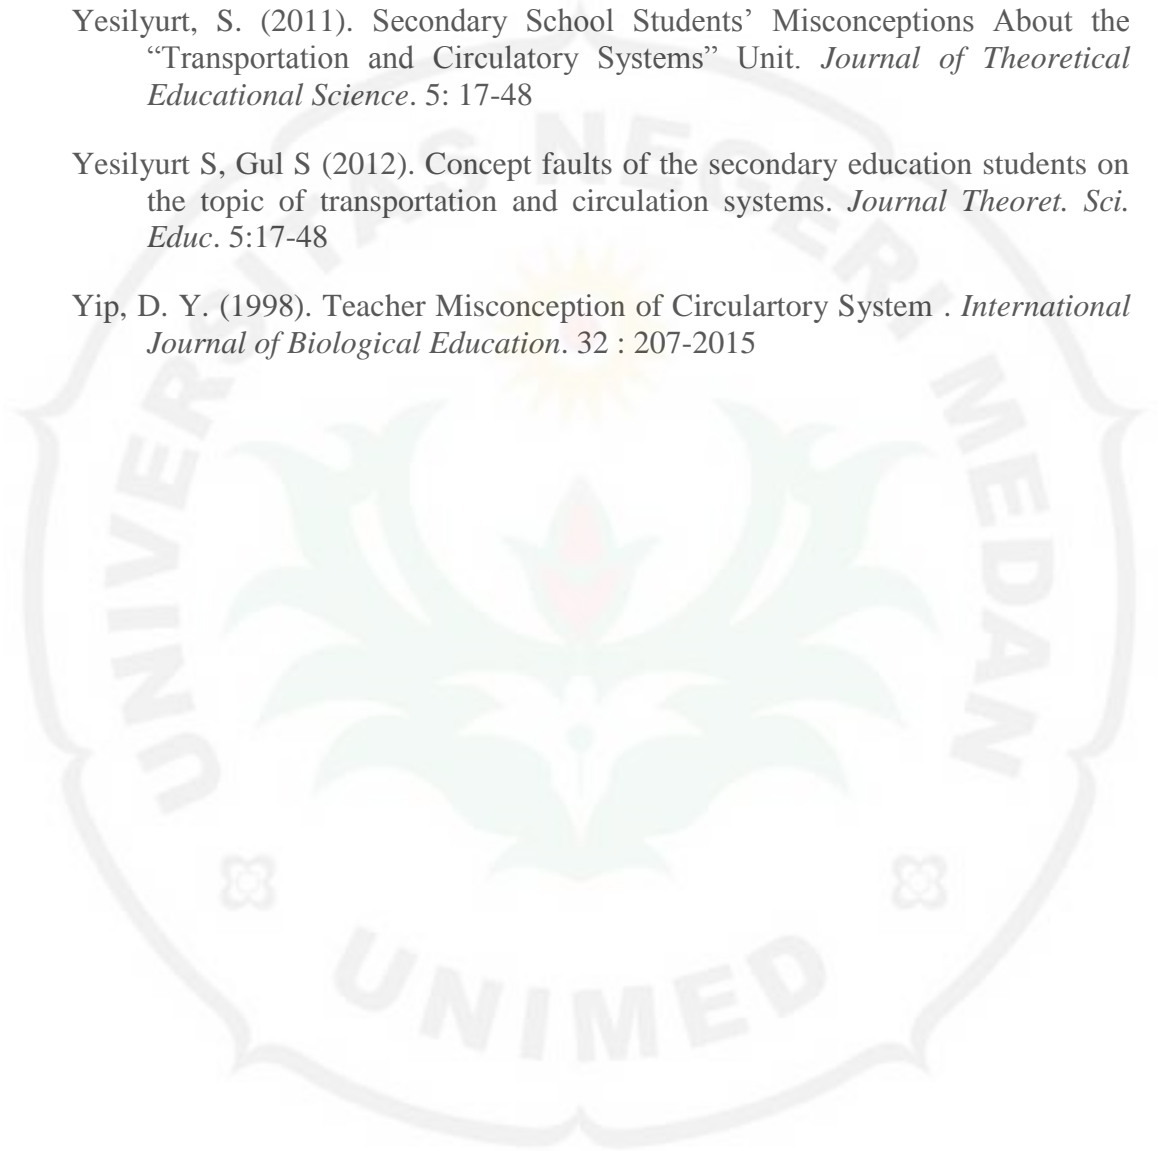 Yesilyurt, S. (2011). Secondary School Students’ Misconceptions About the
“Transportation and Circulatory Systems” Unit. Journal of Theoretical
Educational Science. 5: 17-48
Yesilyurt S, Gul S (2012). Concept faults of the secondary education students on
the topic of transportation and circulation systems. Journal Theoret. Sci.
Educ. 5:17-48
Yip, D. Y. (1998). Teacher Misconception of Circulartory System . International
Journal of Biological Education. 32 : 207-2015
UNIVERSITAS NEGERI MEDAN
UNIMED